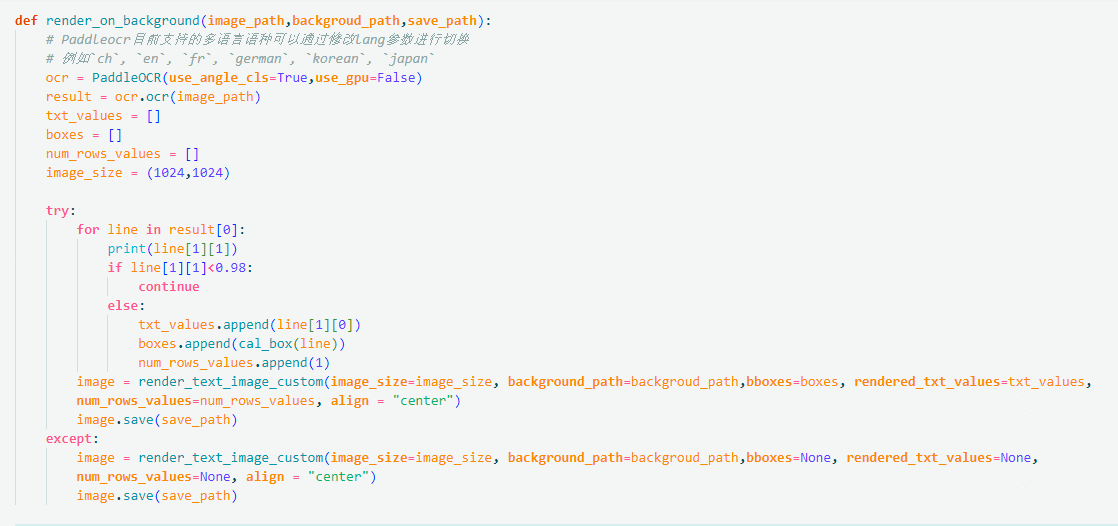 def render_on_background(image_path,backgroud_path,save_path):
# Paddleocr目前支持的多语言语种可以通过修改lang参数进行切换
# 例如`ch`, `en`, `fr`, `german`, `korean`, `japan`
ocr = PaddleOCR(use_angle_cls=True,use_gpu=False)
result = ocr.ocr(image_path)
txt_values = []
boxes = []
num_rows_values = []
image_size = (1024,1024)
try:
for line in result[0]:
print(line[1][1])
if line[1][1]<0.98:
continue
else:
txt_values.append(line[1][0])
boxes.append(cal_box(line))
num_rows_values.append(1)
image = render_text_image_custom(image_size=image_size, background_path=backgroud_path,bboxes=boxes, rendered_txt_values=txt_values,
num_rows_values=num_rows_values, align = "center")
image.save(save_path)
except:
image = render_text_image_custom(image_size=image_size, background_path=backgroud_path,bboxes=None, rendered_txt_values=None,
num_rows_values=None, align = "center")
image.save(save_path)